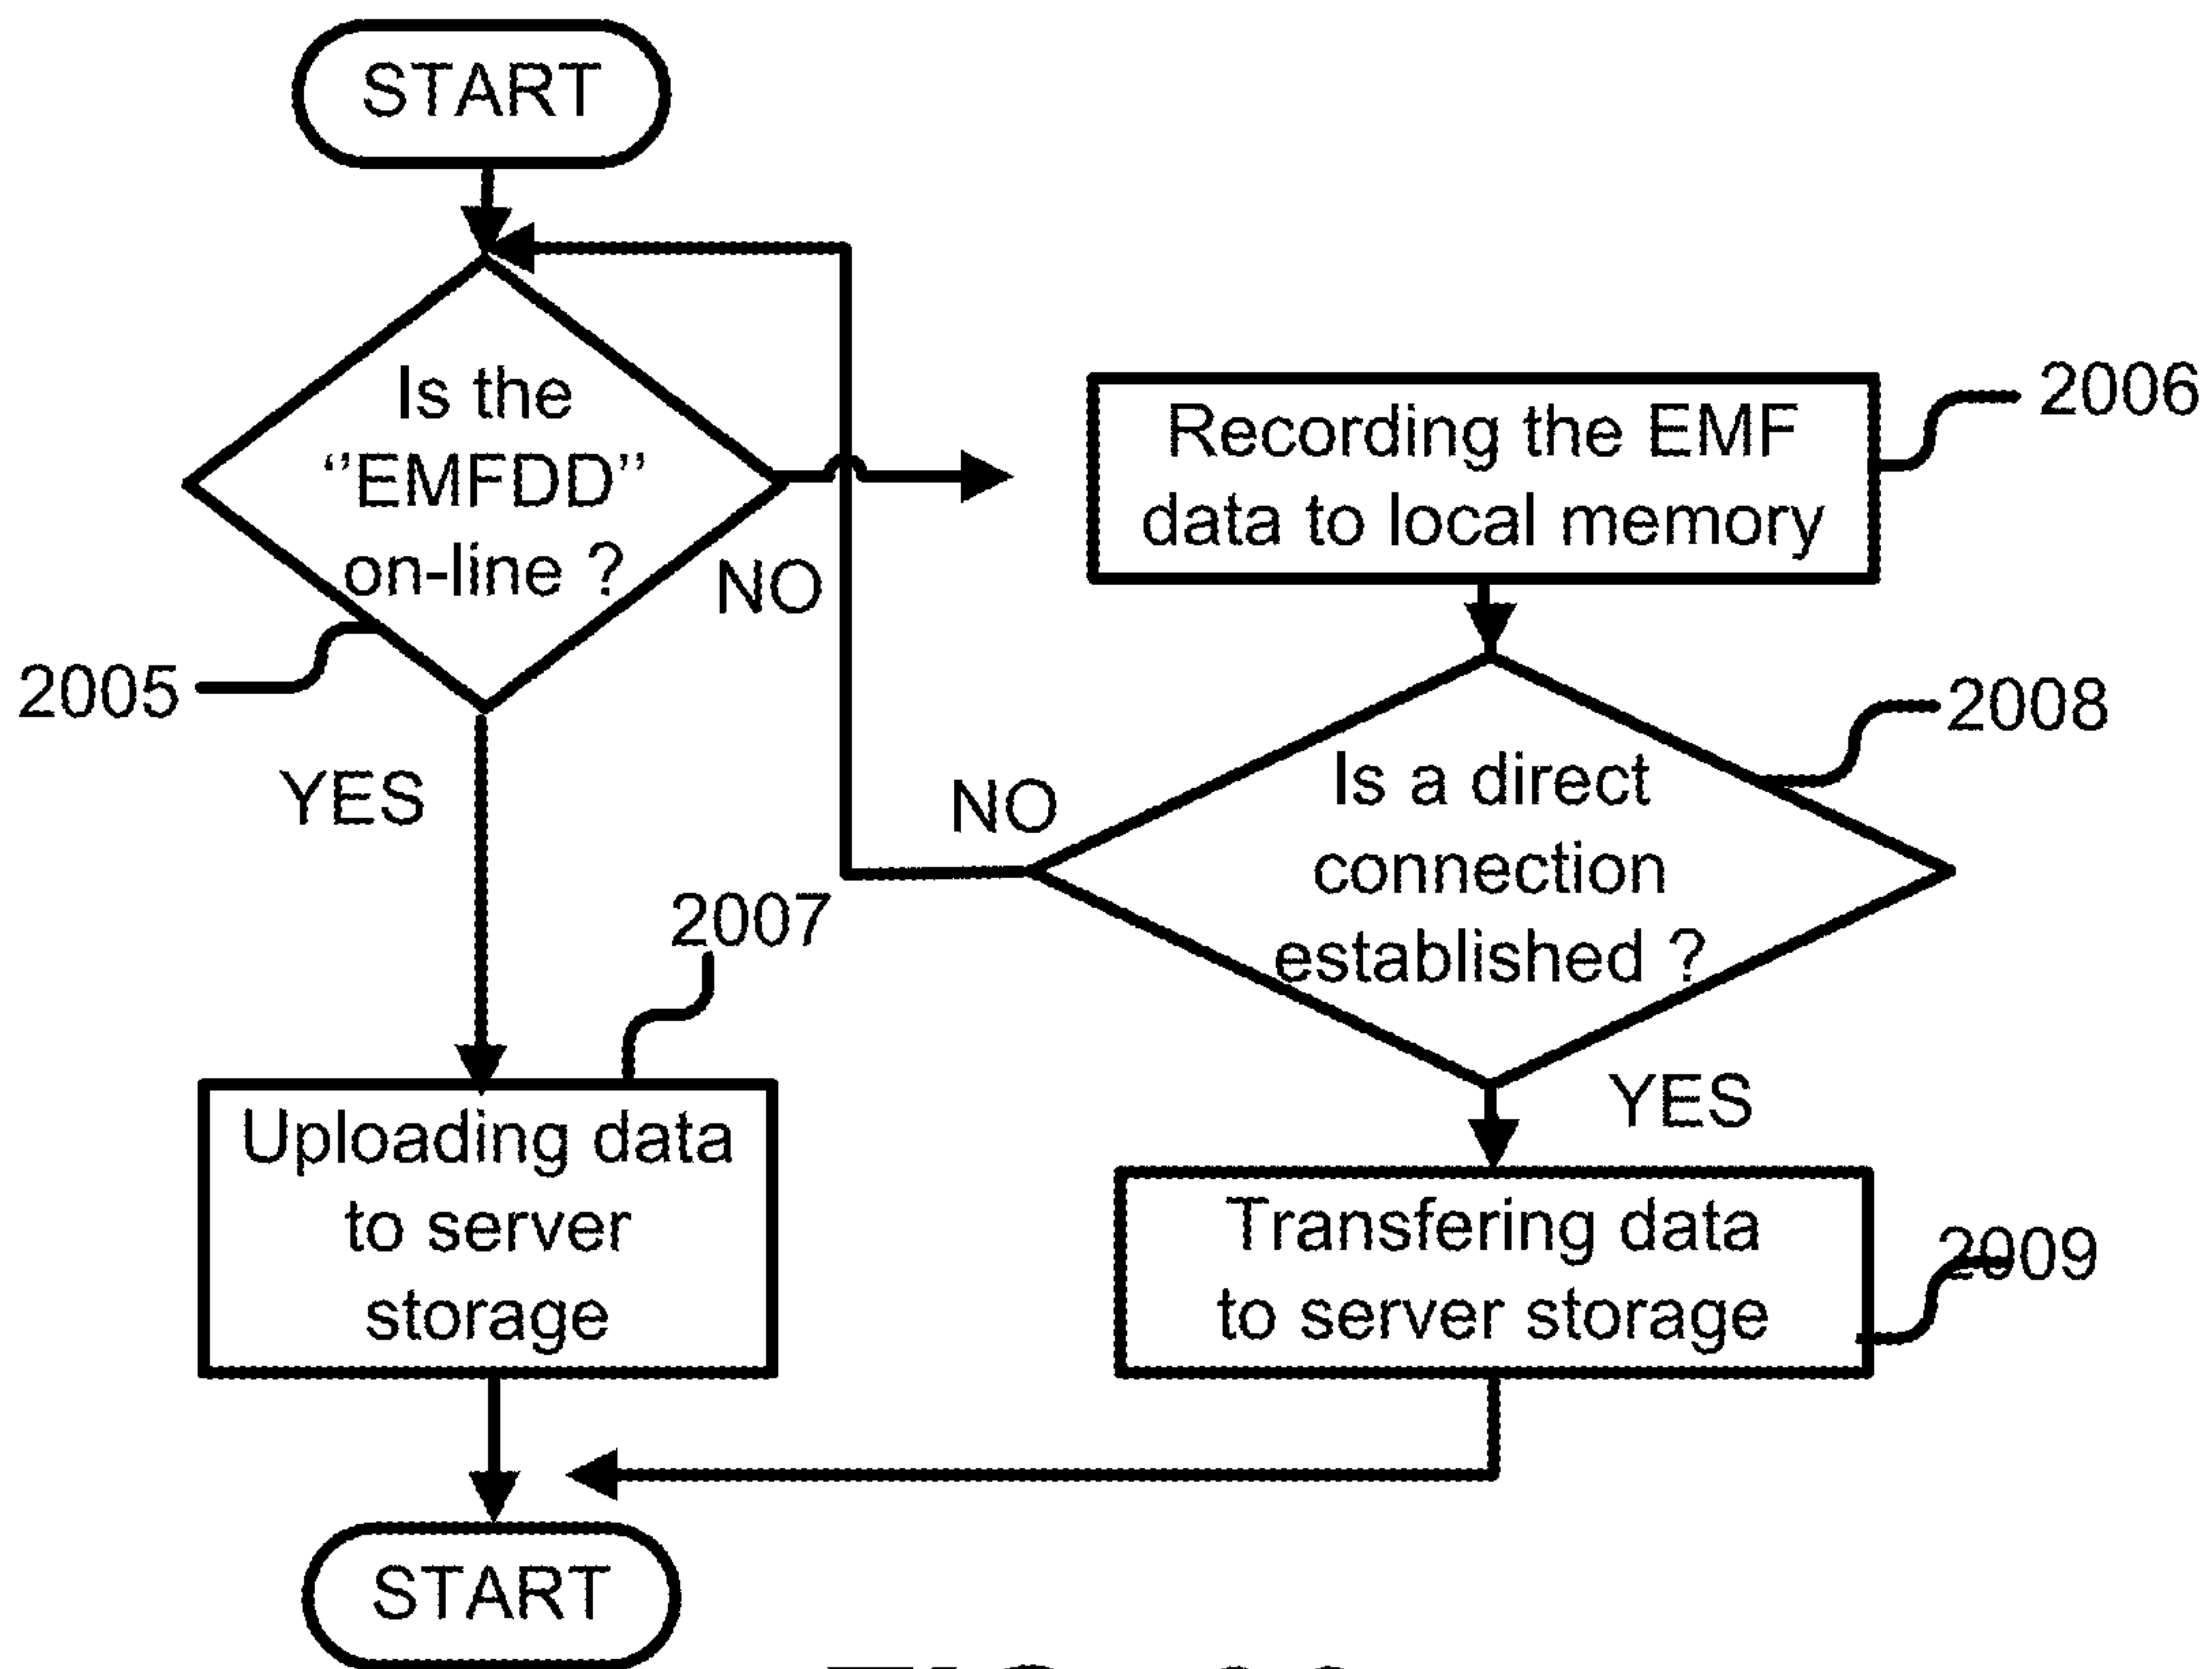 START
Is the
‘’EMFDD’’
on-line ?
NO
2005
YES
Recording the EMF
data to local memory
2006
Is a direct
connection
established ?
2008
NO
YES
2007
Uploading data
to server
storage
Transfering data
to server storage
2009
START